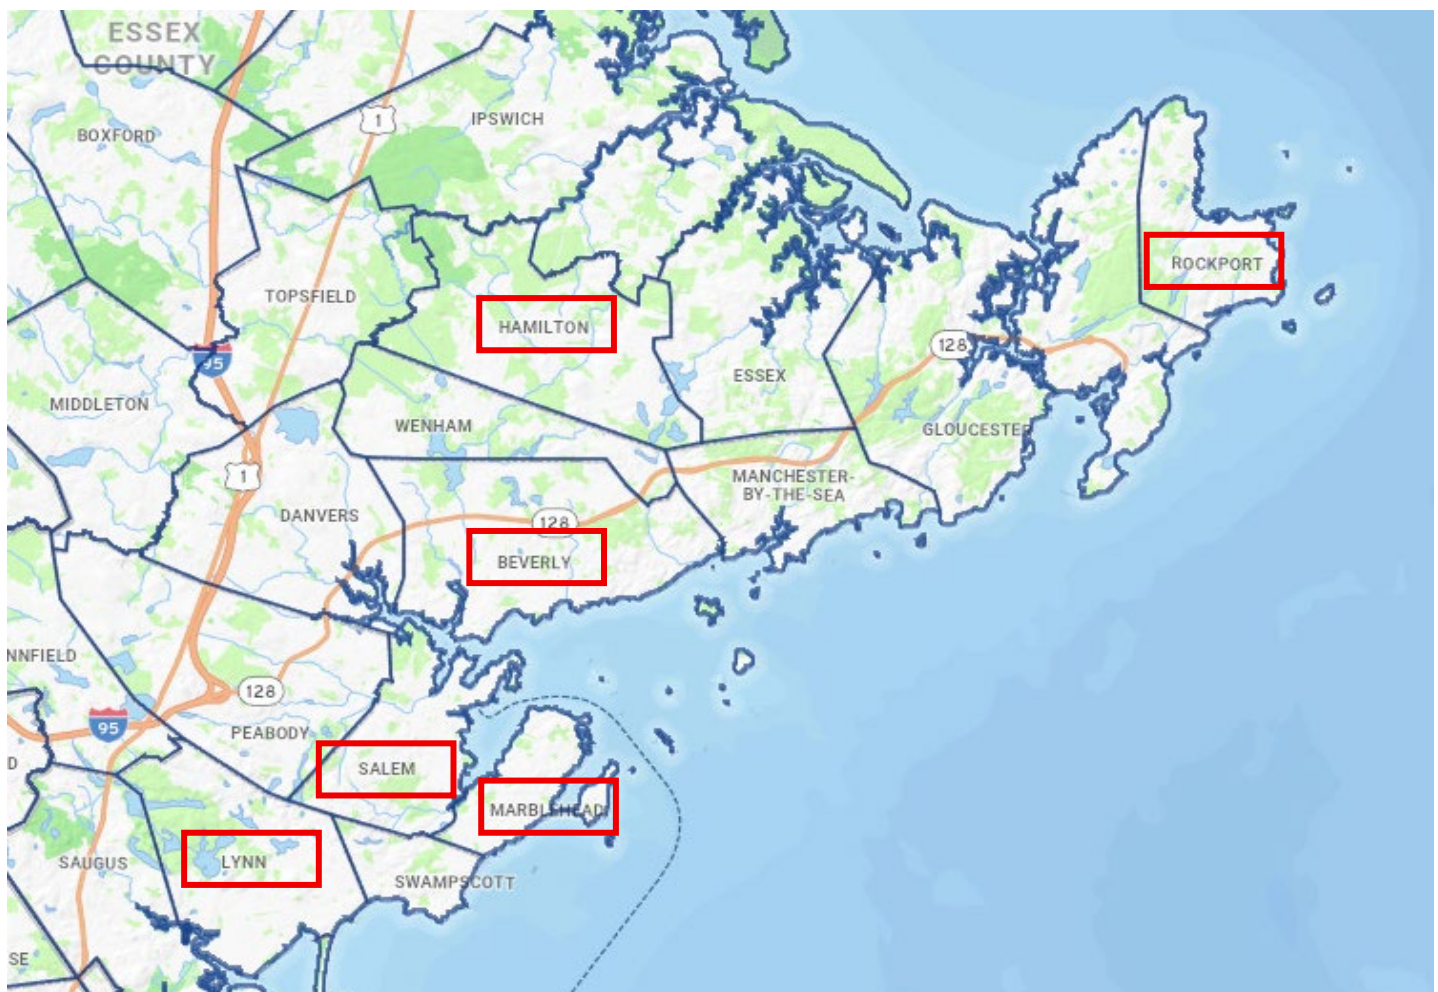 ESSEX
COUNTY
BOXFORD
1
IPSWICH
ROCKPORT
TOPSFIELD
HAMILTON
128
95
ESSEX
MIDDLETON
WENHAM
GLOUCESTER
1
MANCHESTER-
BY-THE-SEA
DANVERS
128
BEVERLY
NNFIELD
128
95
PEABODY
D
SALEM
MARBLEHEAD
SAUGUS
LYNN
SWAMPSCOTT
SE